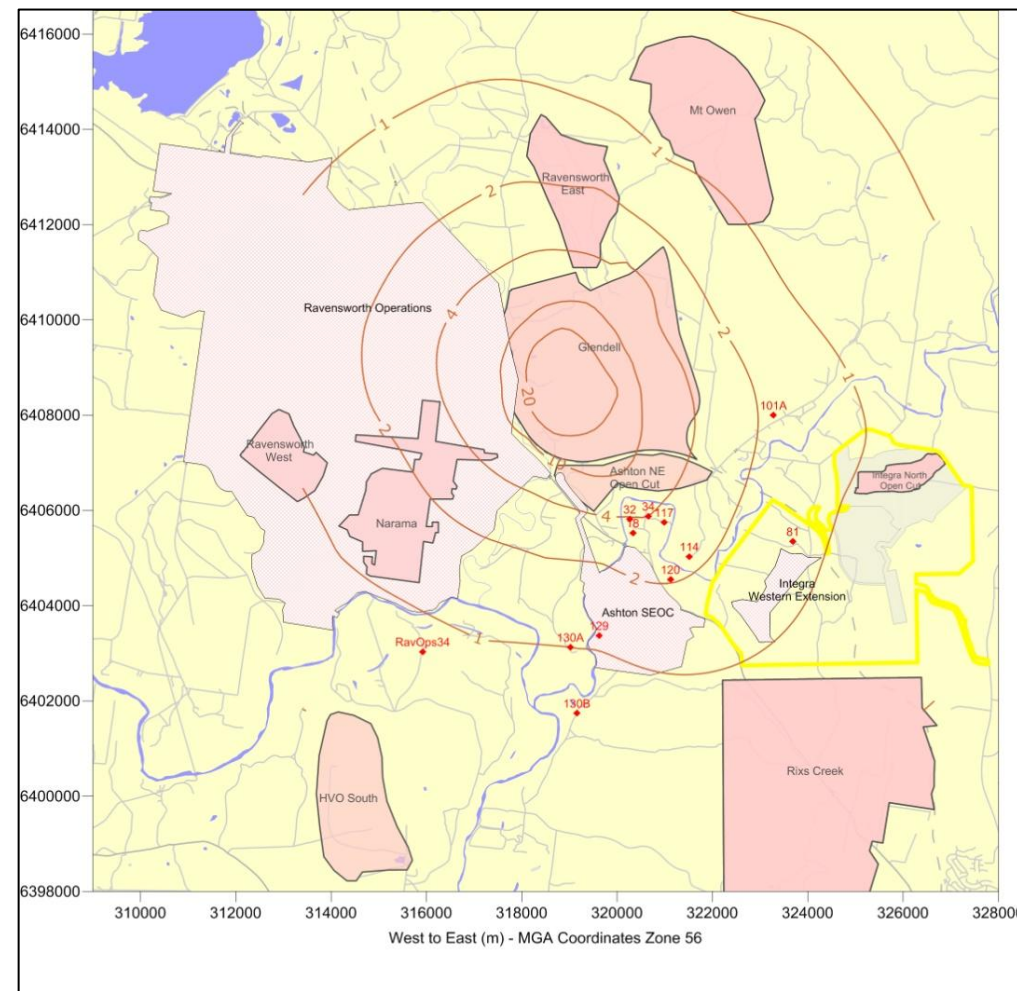 6416000
6414000
6412000
6410000
6408000
6406000
6404000
6402000
6400000
6398000
310000
312000
314000
316000
318000
320000
322000
324000
326000
328000
West to East (m) - MGA Coordinates Zone 56
Mt Owen
1
1
Ravensworth
East
2
Ravensworth Operations
4
Glendell
2
20
1
101A
2
10
Ravensworth
West
Ashton NE
Open Cut
Integra North
Open Cut
Narama
4
32
34
117
18
81
114
2
120
Integra
Western Extension
Ashton SEOC
129
1
130A
RavOps34
130B
HVO South
Rixs Creek